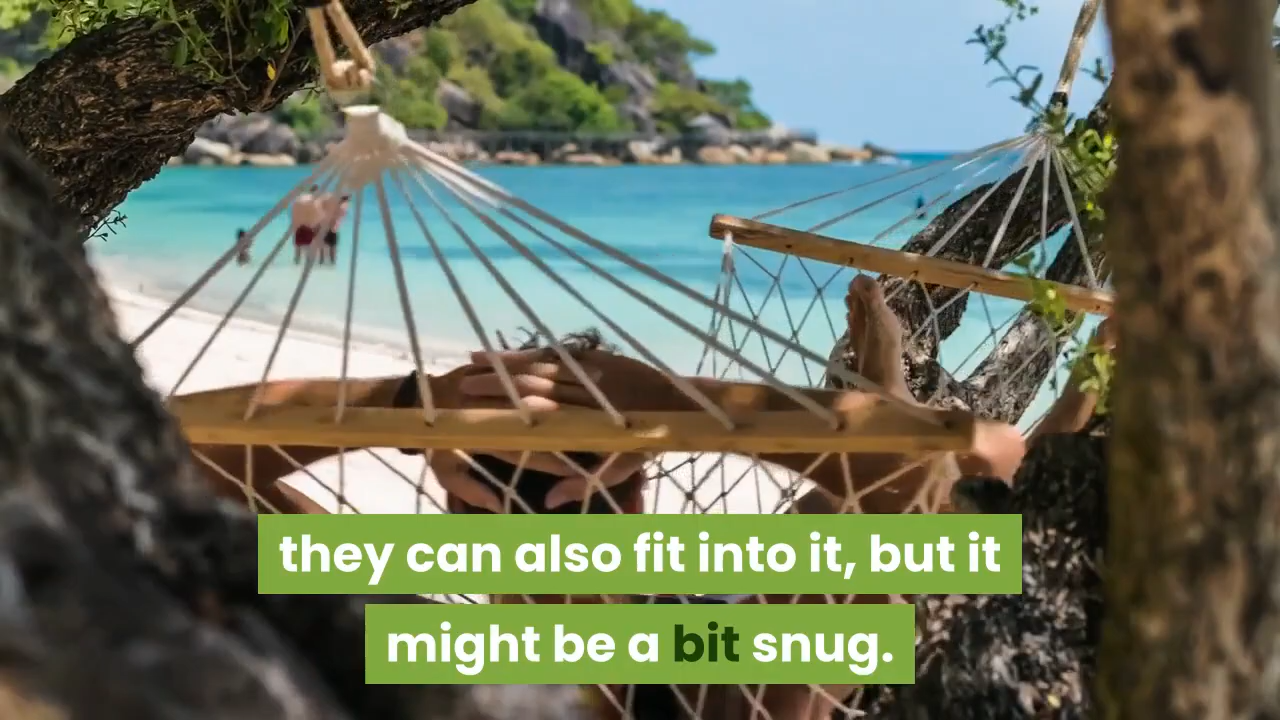 they can also fit into it, but it
might be a bit snug.